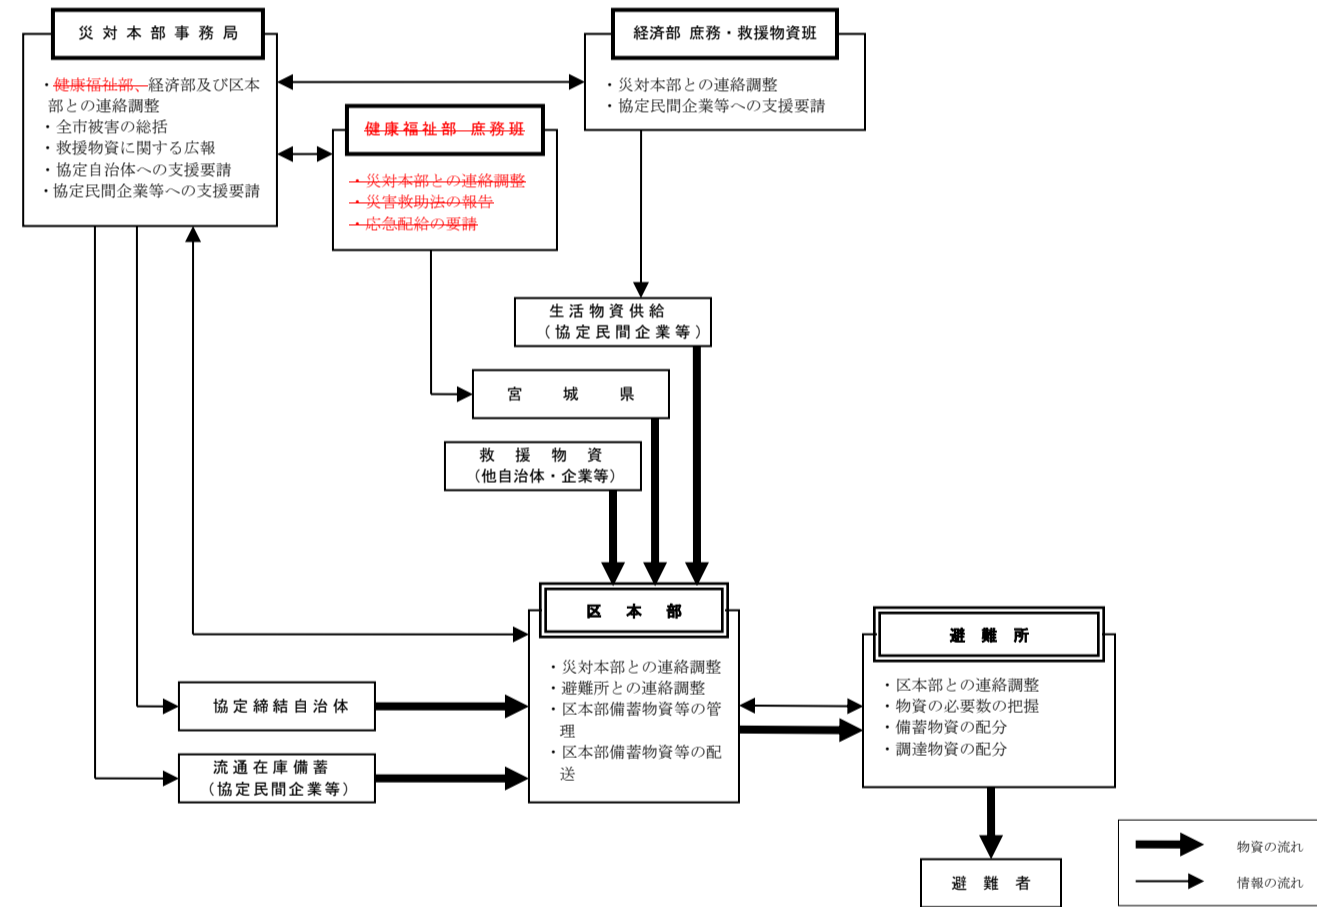 災対本部事務局
・健康福祉部、経済部及び区本
部との連絡調整
・全市被害の総括
・救援物資に関する広報
・協定自治体への支援要請
・協定民間企業等への支援要請
経済部 庶務・救援物資班
・災対本部との連絡調整
・協定民間企業等への支援要請
健康福祉部 庶務班
・災対本部との連絡調整
・災害救助法の報告
・応急配給の要請
生活物資供給
（協定民間企業等）
宮城県
救援物資
（他自治体・企業等）
区本部
・災対本部との連絡調整
・避難所との連絡調整
・区本部備蓄物資等の管
理
・区本部備蓄物資等の配
送
避難所
・区本部との連絡調整
・物資の必要数の把握
・備蓄物資の配分
・調達物資の配分
協定締結自治体
流通在庫備蓄
（協定民間企業等）
避難者
物資の流れ
情報の流れ